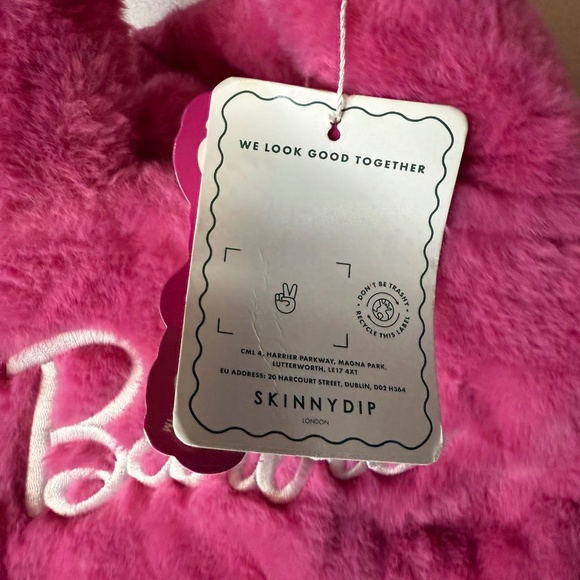 WE LOOK GOOD TOGETHER
DON'T BE TRASHY
RECYCLE THIS LABEL
CML 4, HARRIER PARKWAY, MAGNA PARK,
LUTTERWORTH, LE17 4XT
EU ADDRESS: 20 HARCOURT STREET, DUBLIN, D02 H364
SKINNYDIP
LONDON
Barbie